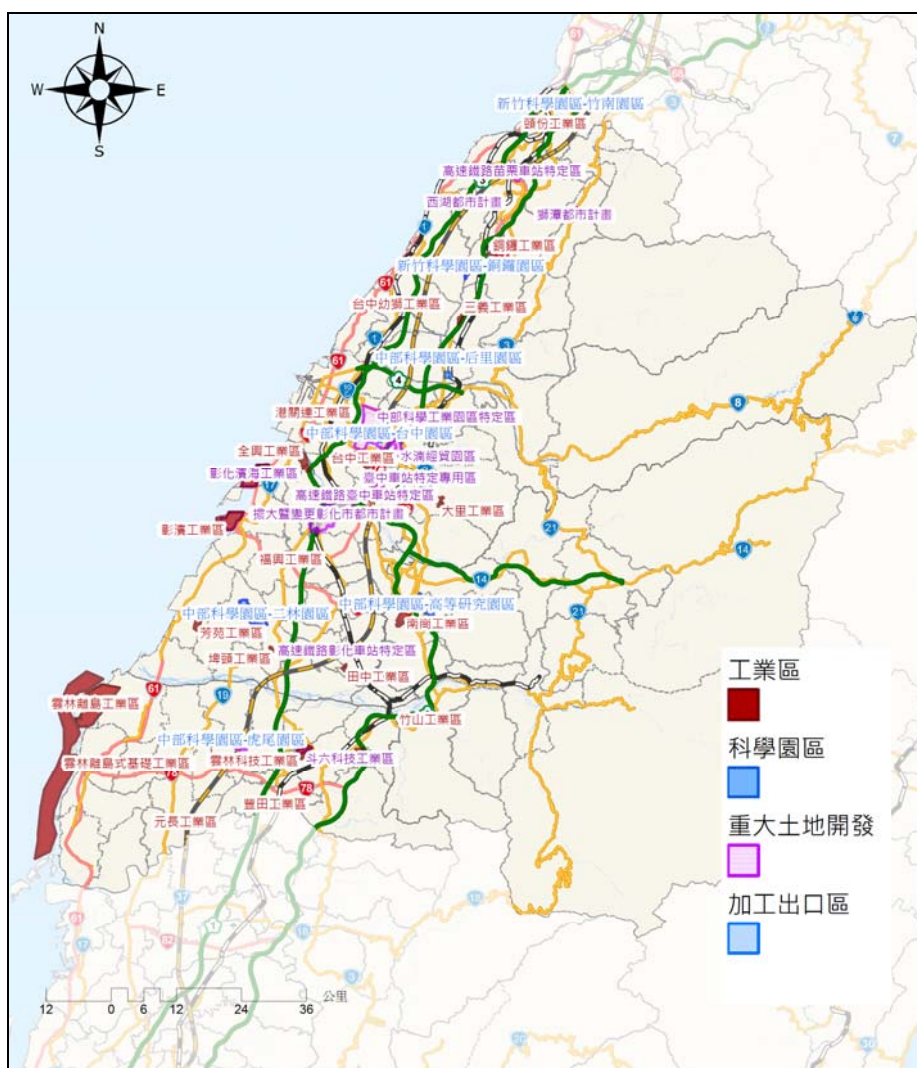 N
W E
S
新竹科學園區-竹南園區
頭份工業區
高速鐵路苗栗車站特定區
3
西湖都市計畫
獅潭都市計畫
1
銅鑼工業區
新竹科學園區-銅鑼園區
61
台中幼獅工業區
三義工業區
1
3
61
中部科學園區-后里園區
4
8
港關連工業區
中部科學工業園區特定區
中部科學園區-台中園區
全興工業區
台中工業區
水湳經貿園區
彰化濱海工業區
臺中車站特定專用區
17
高速鐵路臺中車站特定區
大里工業區
擴大暨變更彰化市都市計畫
彰濱工業區
21
14
福興工業區
14
中部科學園區-二林園區
中部科學園區-高等研究園區
21
芳苑工業區
南崗工業區
埤頭工業區
高速鐵路彰化車站特定區
田中工業區
61
19
雲林離島工業區
竹山工業區
中部科學園區-虎尾園區
雲林離島式基礎工業區
雲林科技工業區
斗六科技工業區
78
78
豐田工業區
元長工業區
工業區
科學園區
重大土地開發
加工出口區
37
18
61
1
17
82
18
3
公里
12 0 6 12 24 36